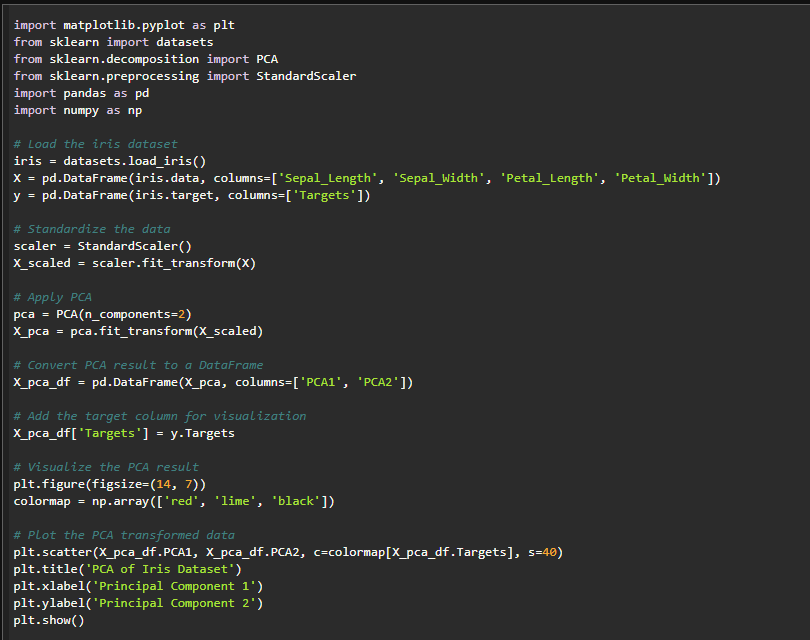 import matplotlib.pyplot as plt
from sklearn import datasets
from sklearn.decomposition import PCA
from sklearn.preprocessing import StandardScaler
import pandas as pd
import numpy as np
# Load the iris dataset
iris = datasets.load_iris()
X = pd.DataFrame(iris.data, columns=['Sepal_Length', 'Sepal_Width', 'Petal_Length', 'Petal_Width'])
y = pd.DataFrame(iris.target, columns=['Targets'])
# Standardize the data
scaler = StandardScaler()
X_scaled = scaler.fit_transform(X)
# Apply PCA
pca = PCA(n_components=2)
X_pca = pca.fit_transform(X_scaled)
# Convert PCA result to a DataFrame
X_pca_df = pd.DataFrame(X_pca, columns=['PCA1', 'PCA2'])
# Add the target column for visualization
X_pca_df['Targets'] = y.Targets
# Visualize the PCA result
plt.figure(figsize=(14, 7))
colormap = np.array(['red', 'lime', 'black'])
# Plot the PCA transformed data
plt.scatter(X_pca_df.PCA1, X_pca_df.PCA2, c=colormap[X_pca_df.Targets], s=40)
plt.title('PCA of Iris Dataset')
plt.xlabel('Principal Component 1')
plt.ylabel('Principal Component 2')
plt.show()